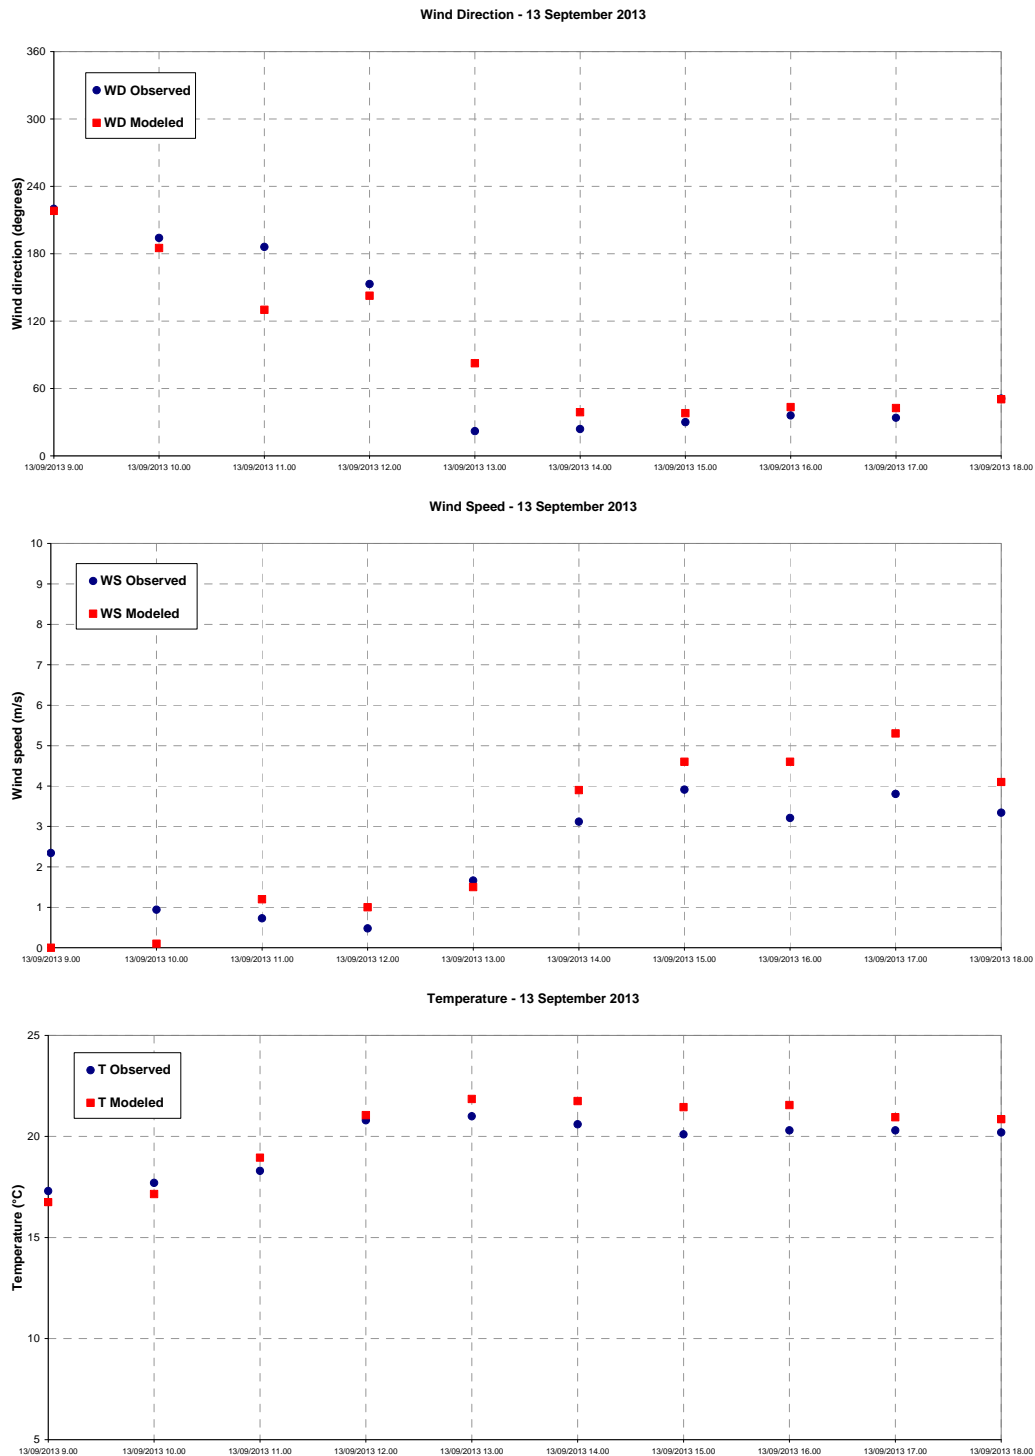 Wind Direction - 13 September 2013
360
300
240
180
120
60
0
Wind direction (degrees)
WD Observed
WD Modeled
13/09/2013 9.00 13/09/2013 10.00 13/09/2013 11.00 13/09/2013 12.00 13/09/2013 13.00 13/09/2013 14.00 13/09/2013 15.00 13/09/2013 16.00 13/09/2013 17.00 13/09/2013 18.00
Wind Speed - 13 September 2013
10
9
8
7
6
5
4
3
2
1
0
Wind speed (m/s)
WS Observed
WS Modeled
13/09/2013 9.00 13/09/2013 10.00 13/09/2013 11.00 13/09/2013 12.00 13/09/2013 13.00 13/09/2013 14.00 13/09/2013 15.00 13/09/2013 16.00 13/09/2013 17.00 13/09/2013 18.00
Temperature - 13 September 2013
25
20
15
10
5
Temperature (°C)
T Observed
T Modeled
13/09/2013 9.00 13/09/2013 10.00 13/09/2013 11.00 13/09/2013 12.00 13/09/2013 13.00 13/09/2013 14.00 13/09/2013 15.00 13/09/2013 16.00 13/09/2013 17.00 13/09/2013 18.00